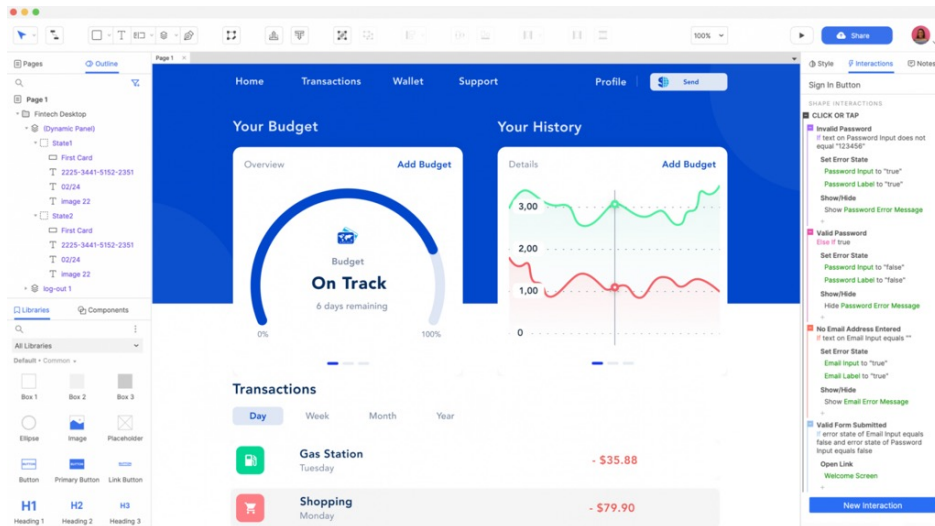 100%
Share
Pages
Outline
Page 1
Fintech Desktop
(Dynamic Panel)
State1
First Card
2225-3441-5152-2351
02/24
image 22
State2
First Card
2225-3441-5152-2351
02/24
image 22
log-out 1
Libraries
Components
All Libraries
Default • Common
Box 1
Box 2
Box 3
Ellipse
Image
Placeholder
BUTTON
BUTTON
Button
Primary Button
Link Button
H1
H2
H3
Heading 1
Heading 2
Heading 3
Page 1
Home
Transactions
Wallet
Support
Profile
Send
Your Budget
Overview
Add Budget
Budget
On Track
6 days remaining
0%
100%
Your History
Details
Add Budget
3,00
2,00
1,00
0
Transactions
Day
Week
Month
Year
Gas Station
Tuesday
- $35.88
Shopping
Monday
- $79.90
Style
Interactions
Notes
Sign In Button
SHAPE INTERACTIONS
CLICK OR TAP
Invalid Password
If text on Password Input does not
equal "123456"
Set Error State
Password Input to "true"
Password Label to "true"
Show/Hide
Show Password Error Message
Valid Password
Else If true
Set Error State
Password Input to "false"
Password Label to "false"
Show/Hide
Hide Password Error Message
No Email Address Entered
If text on Email Input equals ""
Set Error State
Email Input to "true"
Email Label to "true"
Show/Hide
Show Email Error Message
Valid Form Submitted
If error state of Email Input equals
false and error state of Password
Input equals false
Open Link
Welcome Screen
New Interaction